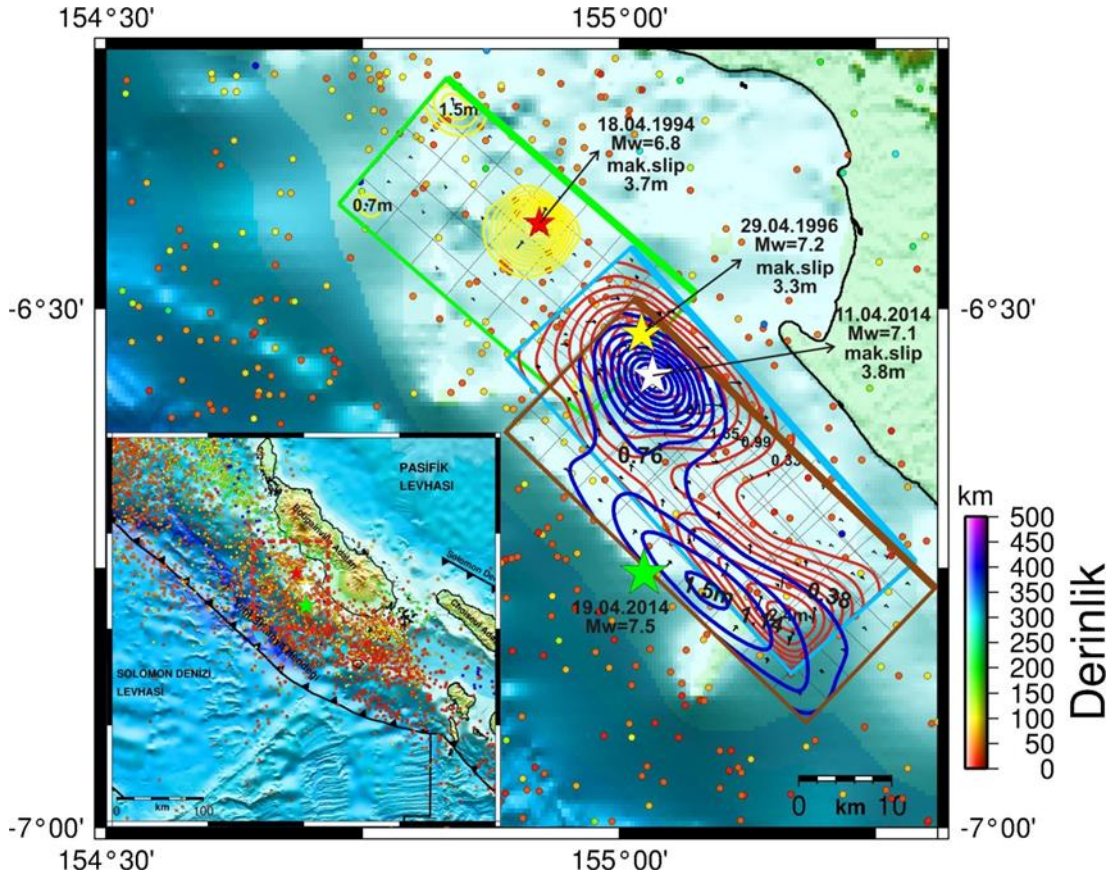 154°30'
155°00'
1.5m
18.04.1994
Mw=6.8
mak.slip
3.7m
0.7m
29.04.1996
Mw=7.2
mak.slip
3.3m
-6°30'
-6°30'
11.04.2014
Mw=7.1
mak.slip
3.8m
0.99
0.76
PASİFİK
LEVHASI
km
500
450
400
350
300
250
200
150
100
50
0
Derinlik
0.38
1.5m
19.04.2014
Mw=7.5
SOLOMON DENİZİ
LEVHASI
0 km 100
0 km 10
-7°00'
-7°00'
154°30'
155°00'